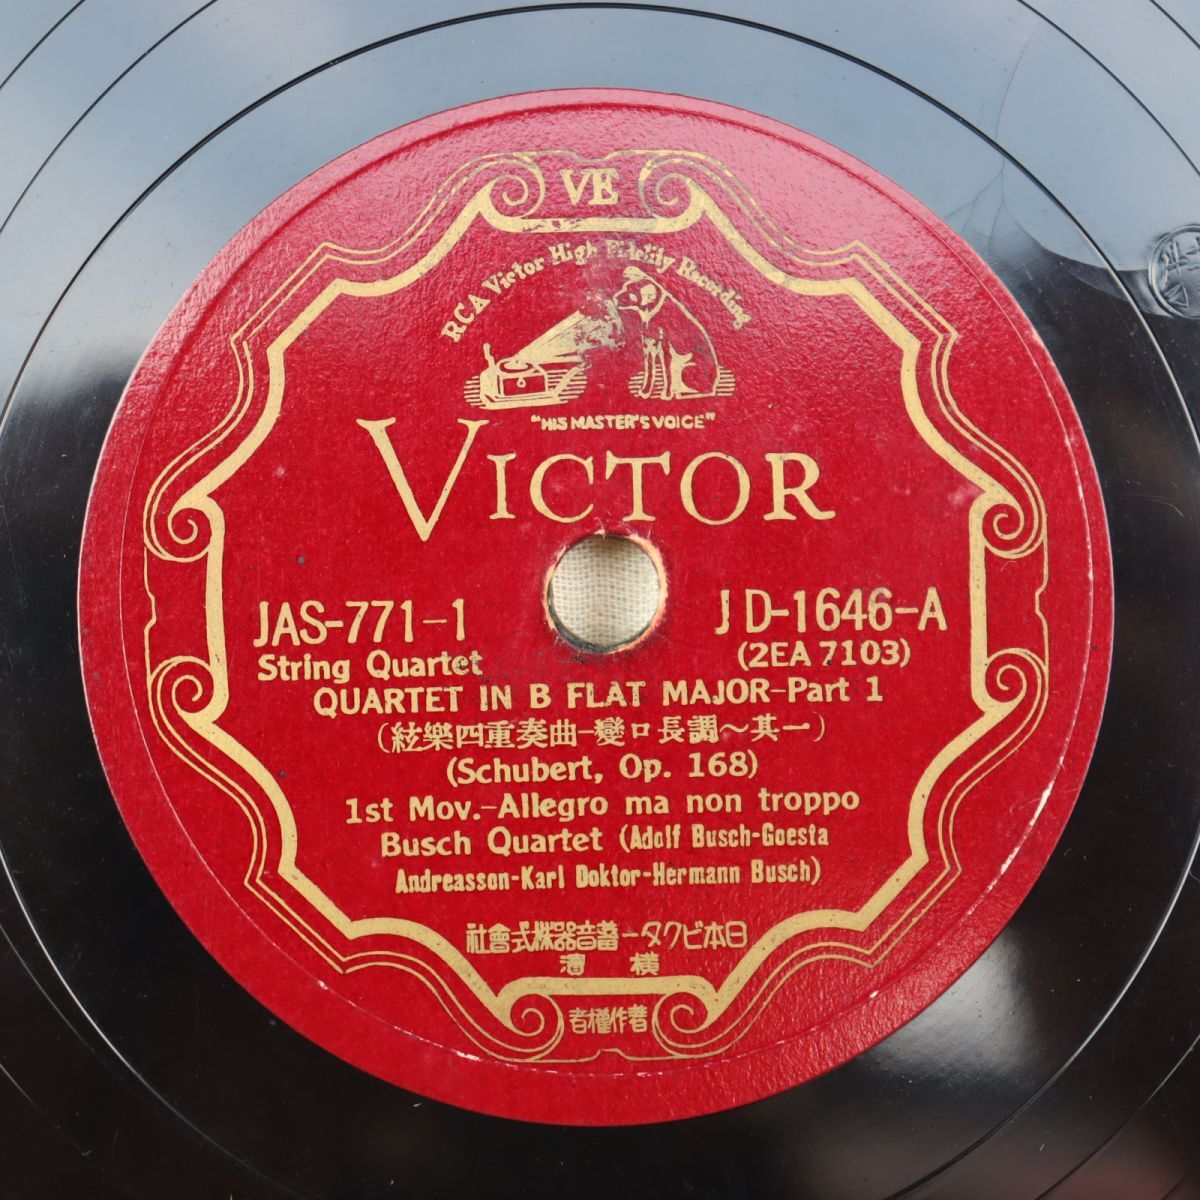 VE
RCA Victor High Fidelity Recording
"HIS MASTER'S VOICE"
VICTOR
JAS-771-1
JD-1646-A
String Quartet
(2EA 7103)
QUARTET IN B FLAT MAJOR-Part 1
(絃樂四重奏曲-變ロ長調~其一)
(Schubert, Op. 168)
1st Mov.-Allegro ma non troppo
Busch Quartet (Adolf Busch-Goesta
Andreasson-Karl Doktor-Hermann Busch)
社會式株器音蓄ータクビ本日
濱 横
者權作著